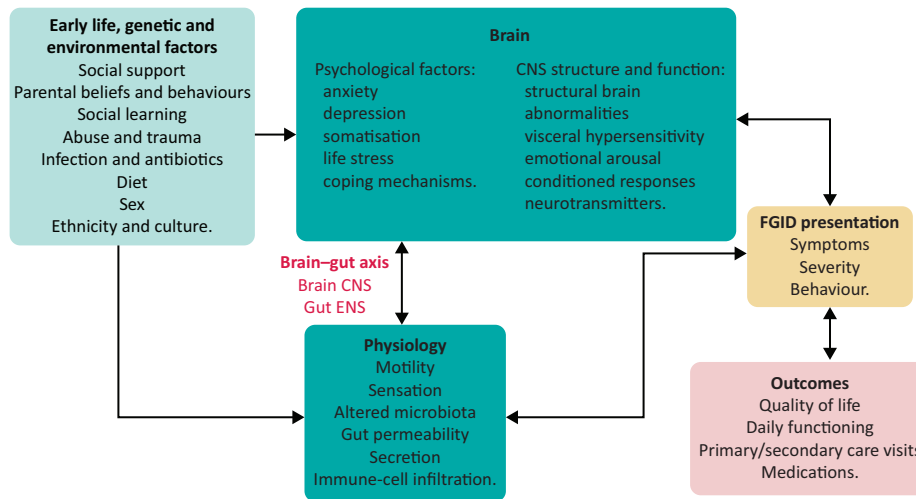 Early life, genetic and
environmental factors
Social support
Parental beliefs and behaviours
Social learning
Abuse and trauma
Infection and antibiotics
Diet
Sex
Ethnicity and culture.
Brain
Psychological factors:
anxiety
depression
somatisation
life stress
coping mechanisms.
CNS structure and function:
structural brain
abnormalities
visceral hypersensitivity
emotional arousal
conditioned responses
neurotransmitters.
Brain–gut axis
Brain CNS
Gut ENS
Physiology
Motility
Sensation
Altered microbiota
Gut permeability
Secretion
Immune-cell infiltration.
FGID presentation
Symptoms
Severity
Behaviour.
Outcomes
Quality of life
Daily functioning
Primary/secondary care visits
Medications.